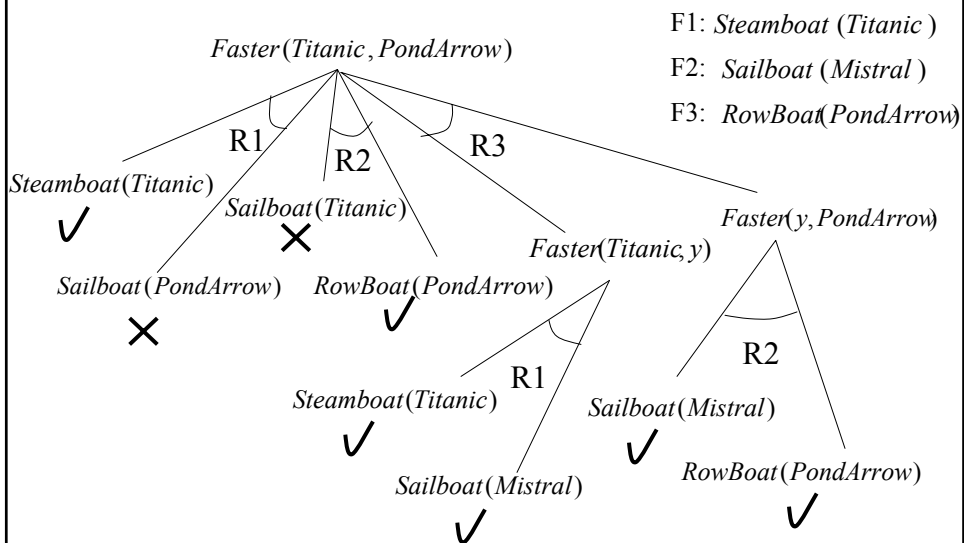 F1: Steamboat (Titanic)
Faster(Titanic, PondArrow)
F2: Sailboat (Mistral)
F3: RowBoat(PondArrow)
R1
R2
R3
Steamboat(Titanic)
Sailboat(Titanic)
Faster(y, PondArrow)
Faster(Titanic, y)
Sailboat(PondArrow)
RowBoat(PondArrow)
R1
R2
Steamboat(Titanic)
Sailboat(Mistral)
Sailboat(Mistral)
RowBoat(PondArrow)